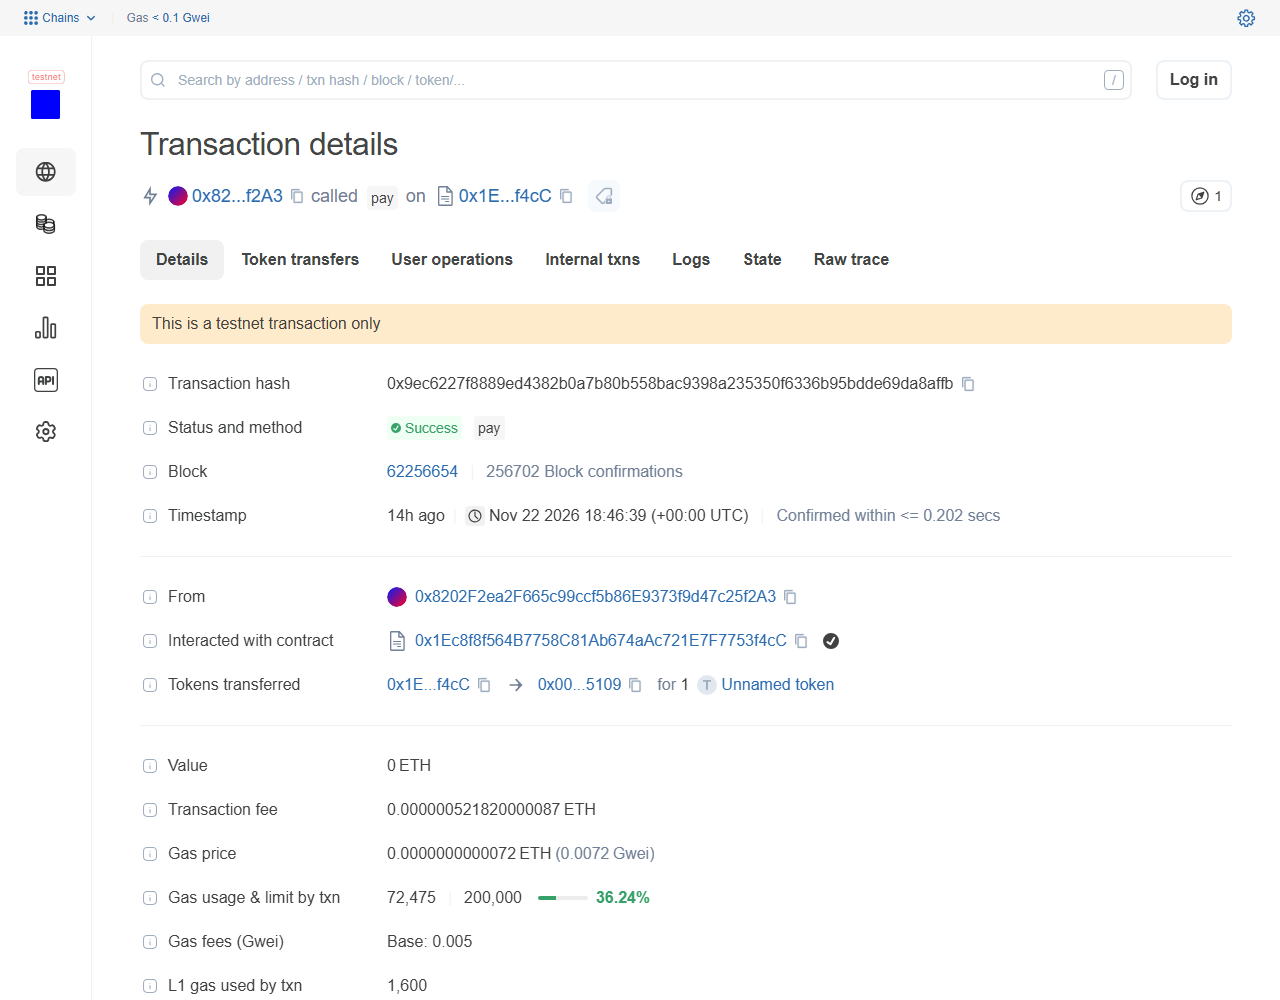 Chains Gas < 0.1 Gwei
testnet
Search by address / txn hash / block / token/... / Log in
Transaction details
0x82...f2A3 called pay on 0x1E...f4cC 1
Details Token transfers User operations Internal txns Logs State Raw trace
This is a testnet transaction only
Transaction hash 0x9ec6227f8889ed4382b0a7b80b558bac9398a235350f6336b95bdde69da8affb
Status and method Success pay
Block 62256654 256702 Block confirmations
Timestamp 14h ago Nov 22 2026 18:46:39 (+00:00 UTC) Confirmed within <= 0.202 secs
From 0x8202F2ea2F665c99ccf5b86E9373f9d47c25f2A3
Interacted with contract 0x1Ec8f8f564B7758C81Ab674aAc721E7F7753f4cC
Tokens transferred 0x1E...f4cC → 0x00...5109 for 1 T Unnamed token
Value 0 ETH
Transaction fee 0.000000521820000087 ETH
Gas price 0.0000000000072 ETH (0.0072 Gwei)
Gas usage & limit by txn 72,475 200,000 36.24%
Gas fees (Gwei) Base: 0.005
L1 gas used by txn 1,600
API